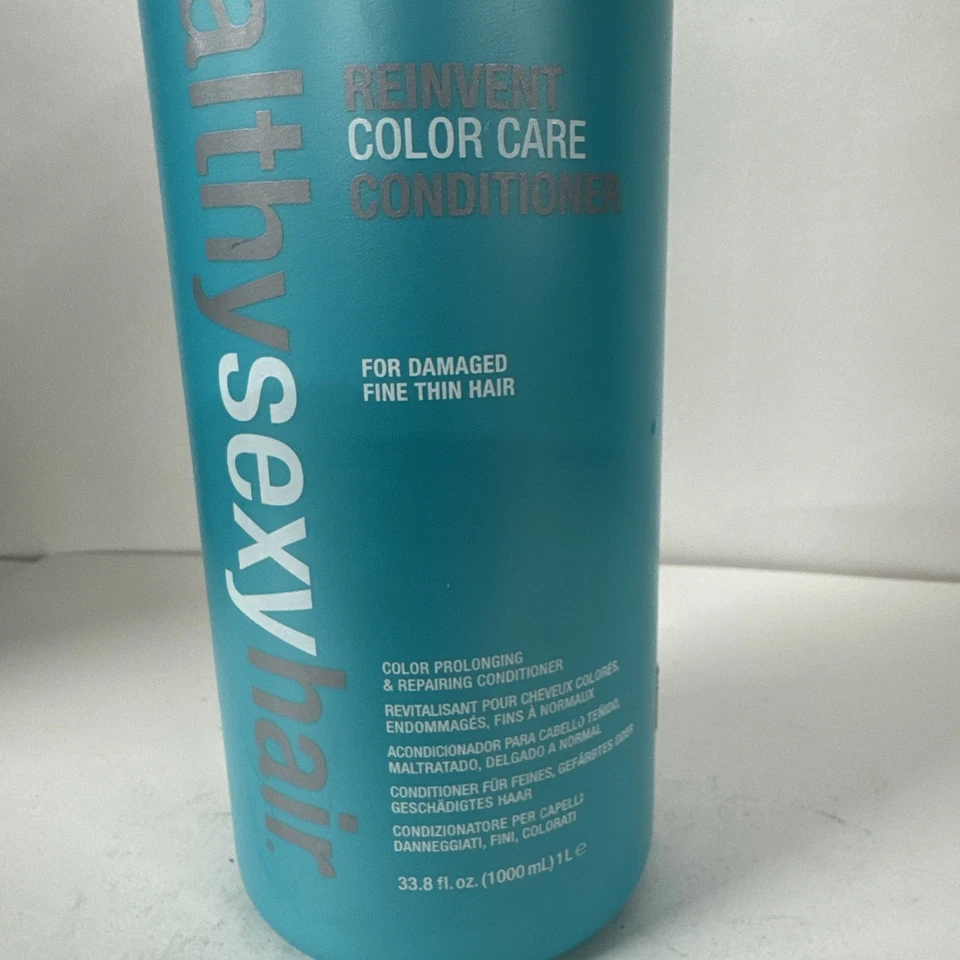 althysexyhair.
REINVENT
COLOR CARE
CONDITIONER
FOR DAMAGED
FINE THIN HAIR
COLOR PROLONGING
& REPAIRING CONDITIONER
REVITALISANT POUR CHEVEUX COLORÉS,
ENDOMMAGÉS, FINS À NORMAUX
ACONDICIONADOR PARA CABELLO TEÑIDO,
MALTRATADO, DELGADO A NORMAL
CONDITIONER FÜR FEINES, GEFÄRBTES ODER
GESCHÄDIGTES HAAR
CONDIZIONATORE PER CAPELLI
DANNEGGIATI, FINI, COLORATI
33.8 fl. oz. (1000 mL) 1 L e